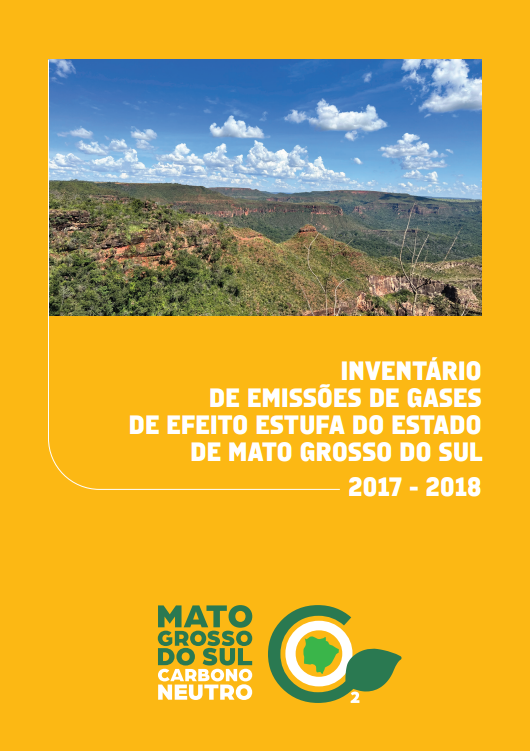 INVENTÁRIO
DE EMISSÕES DE GASES
DE EFEITO ESTUFA DO ESTADO
DE MATO GROSSO DO SUL
2017 - 2018
MATO
GROSSO
DO SUL
CARBONO
NEUTRO
2